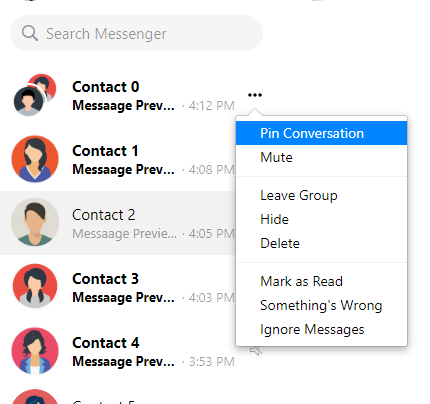 Search Messenger
Contact 0
Messaage Prev... · 4:12 PM
Pin Conversation
Contact 1
Mute
Messaage Prev... · 4:08 PM
Leave Group
Contact 2
Hide
Messaage Previe... · 4:05 PM
Delete
Contact 3
Mark as Read
Messaage Prev... · 4:03 PM
Something's Wrong
Ignore Messages
Contact 4
Messaage Prev... · 3:53 PM